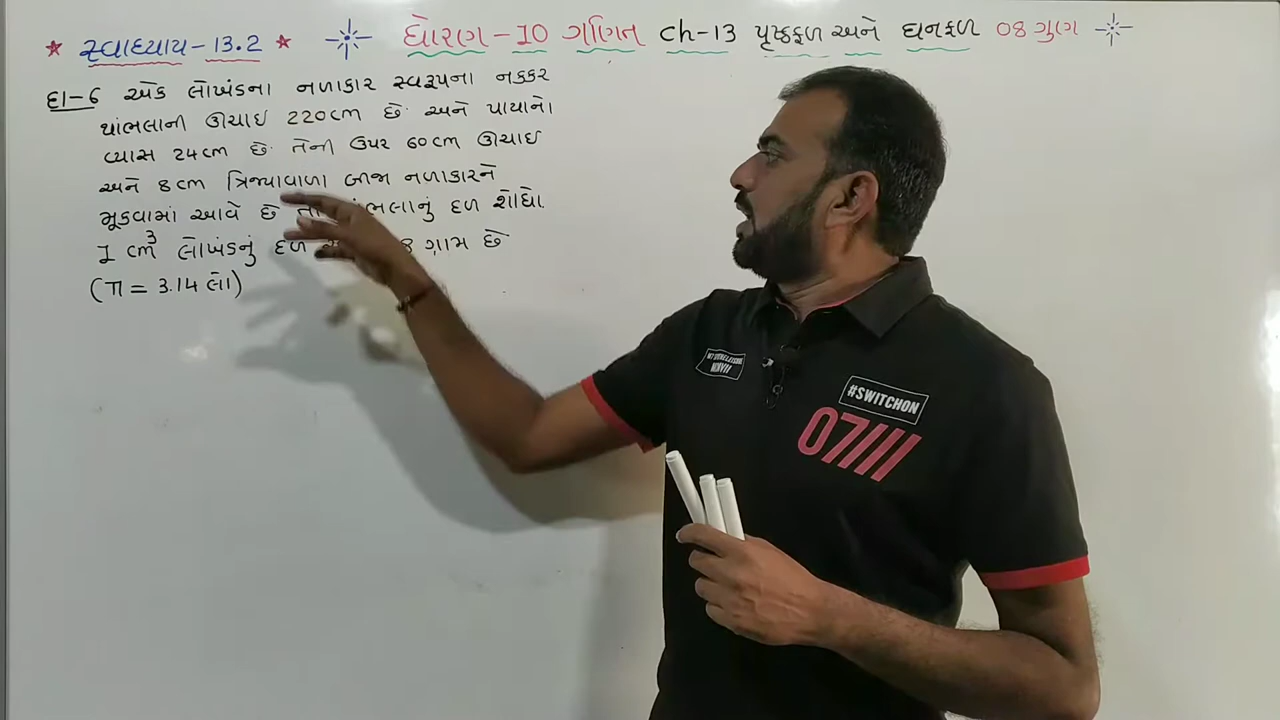 સ્વાધ્યાય-13.2 ધોરણ-10 ગણિત ch-13 પૃષ્ઠફળ અને ઘનફળ 08 ગુણ
દા-6 એક લોખંડના નળાકાર સ્વરૂપના નક્કર
થાંભલાની ઊંચાઇ 220cm છે અને પાયાનો
વ્યાસ 24cm છે તેની ઉપર 60cm ઊંચાઇ
અને 8cm ત્રિજ્યાવાળા બીજા નળાકારને
મૂકવામાં આવે છે દળ શોધો.
1 cm³ લોખંડનું દળ 8 ગ્રામ છે
(π = 3.14 લો)
#SWITCHON
07///